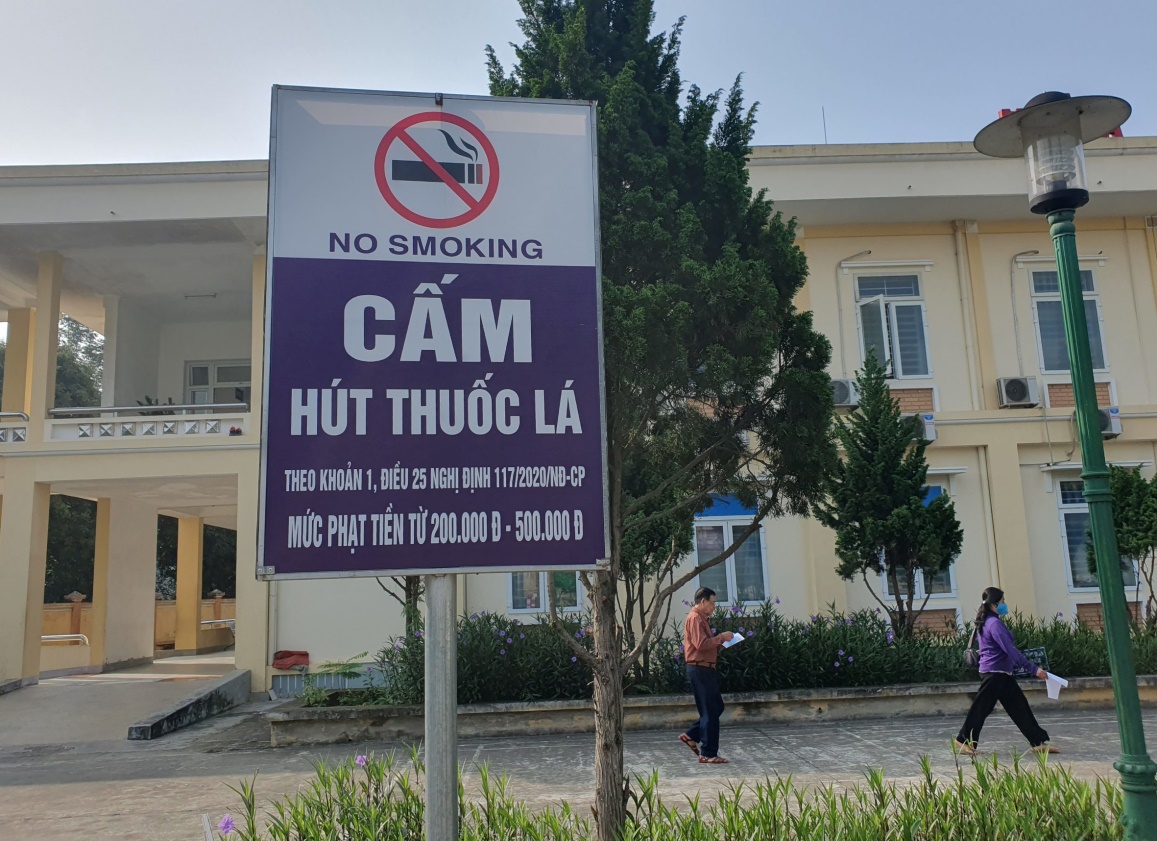 NO SMOKING
CẤM
HÚT THUỐC LÁ
THEO KHOẢN 1, ĐIỀU 25 NGHỊ ĐỊNH 117/2020/NĐ-CP
MỨC PHẠT TIỀN TỪ 200.000 Đ - 500.000 Đ